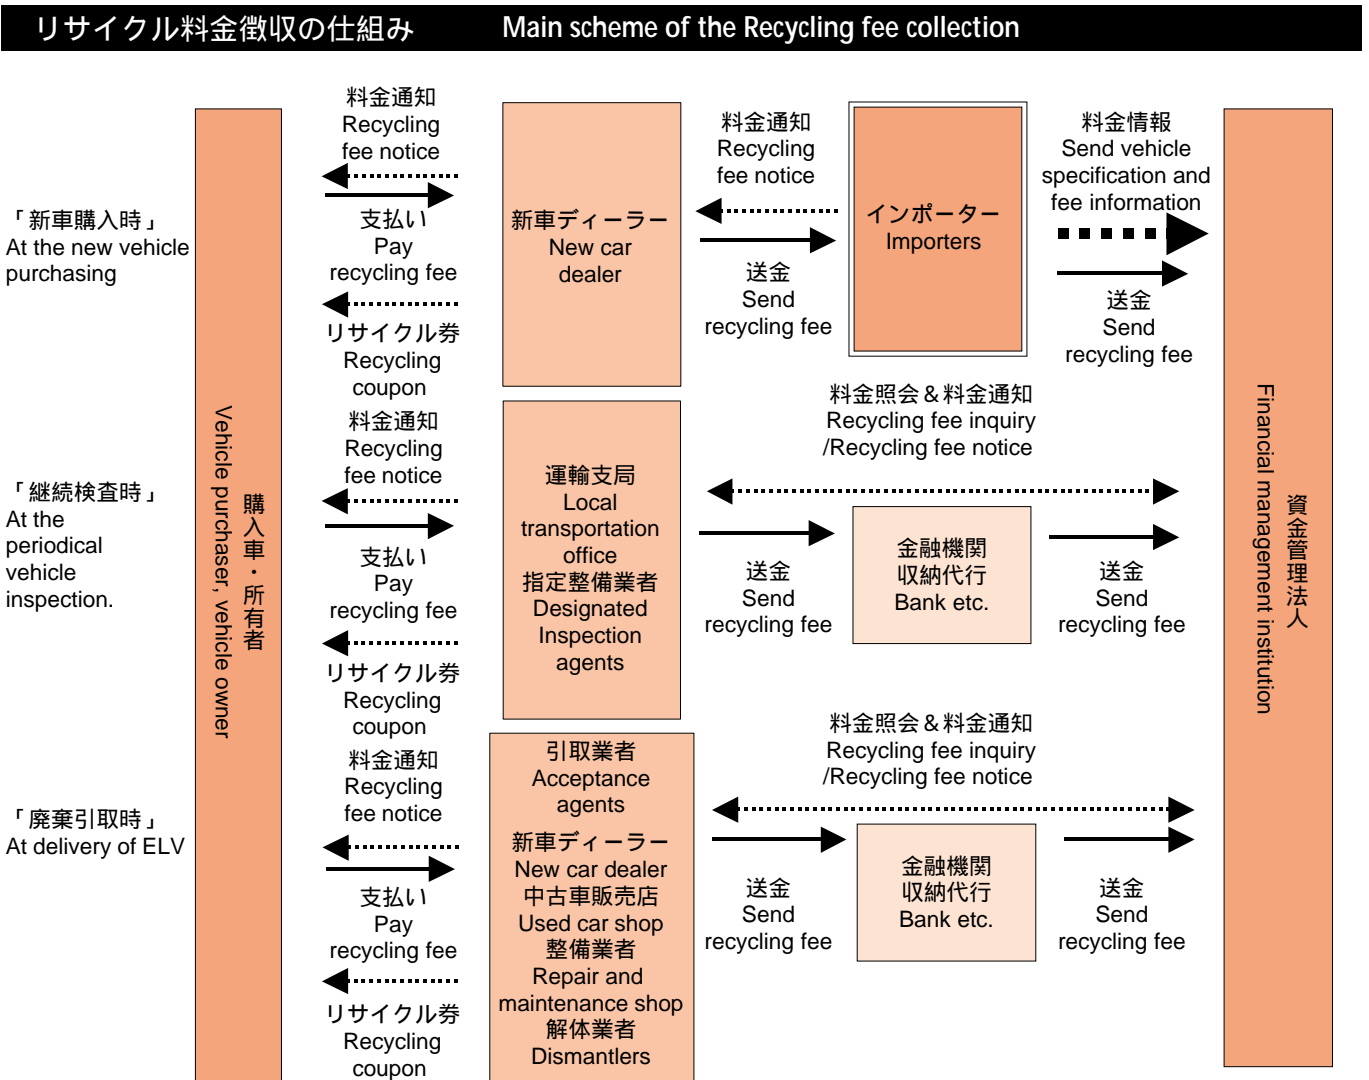 リサイクル料金徴収の仕組み Main scheme of the Recycling fee collection
「新車購入時」
At the new vehicle
purchasing
「継続検査時」
At the
periodical
vehicle
inspection.
「廃棄引取時」
At delivery of ELV
購入車・所有者
Vehicle purchaser, vehicle owner
料金通知
Recycling
fee notice
支払い
Pay
recycling fee
リサイクル券
Recycling
coupon
料金通知
Recycling
fee notice
支払い
Pay
recycling fee
リサイクル券
Recycling
coupon
料金通知
Recycling
fee notice
支払い
Pay
recycling fee
リサイクル券
Recycling
coupon
新車ディーラー
New car
dealer
運輸支局
Local
transportation
office
指定整備業者
Designated
Inspection
agents
引取業者
Acceptance
agents
新車ディーラー
New car dealer
中古車販売店
Used car shop
整備業者
Repair and
maintenance shop
解体業者
Dismantlers
料金通知
Recycling
fee notice
送金
Send
recycling fee
インポーター
Importers
料金情報
Send vehicle
specification and
fee information
送金
Send
recycling fee
料金照会＆料金通知
Recycling fee inquiry
/Recycling fee notice
送金
Send
recycling fee
金融機関
収納代行
Bank etc.
送金
Send
recycling fee
料金照会＆料金通知
Recycling fee inquiry
/Recycling fee notice
送金
Send
recycling fee
金融機関
収納代行
Bank etc.
送金
Send
recycling fee
資金管理法人
Financial management institution